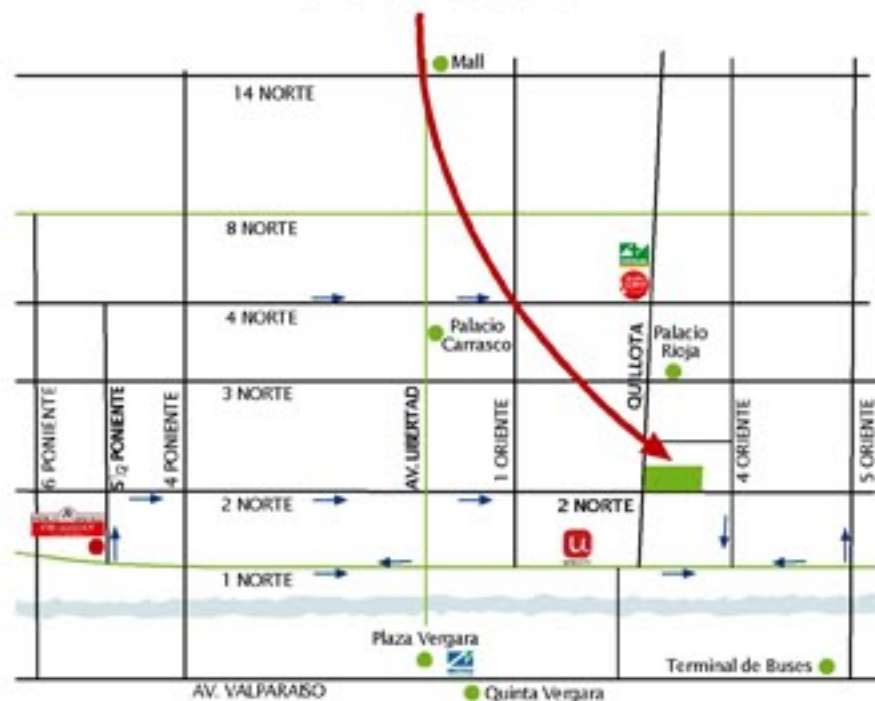 Mall
14 NORTE
8 NORTE
4 NORTE
Palacio
Carrasco
QUILLOTA
Palacio
Rioja
3 NORTE
6 PONIENTE
5 ½ PONIENTE
4 PONIENTE
AV. LIBERTAD
1 ORIENTE
4 ORIENTE
5 ORIENTE
2 NORTE
2 NORTE
u
1 NORTE
Plaza Vergara
Terminal de Buses
AV. VALPARAISO
Quinta Vergara